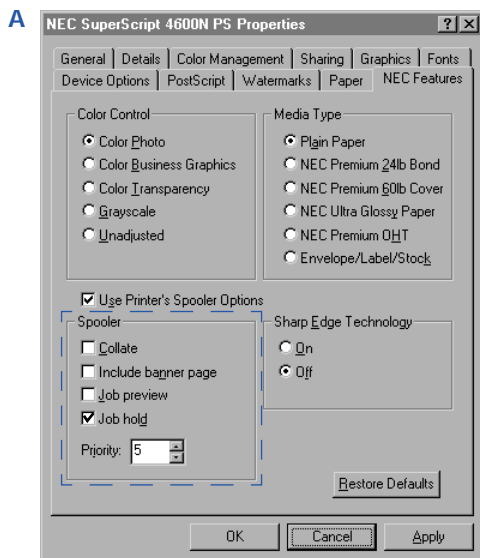 A
NEC SuperScript 4600N PS Properties
General Details Color Management Sharing Graphics Fonts
Device Options PostScript Watermarks Paper NEC Features
Color Control
Color Photo
Color Business Graphics
Color Transparency
Grayscale
Unadjusted
Media Type
Plain Paper
NEC Premium 24lb Bond
NEC Premium 60lb Cover
NEC Ultra Glossy Paper
NEC Premium OHT
Envelope/Label/Stock
Use Printer's Spooler Options
Spooler
Collate
Include banner page
Job preview
Job hold
Priority: 5
Sharp Edge Technology
On
Off
Restore Defaults
OK Cancel Apply